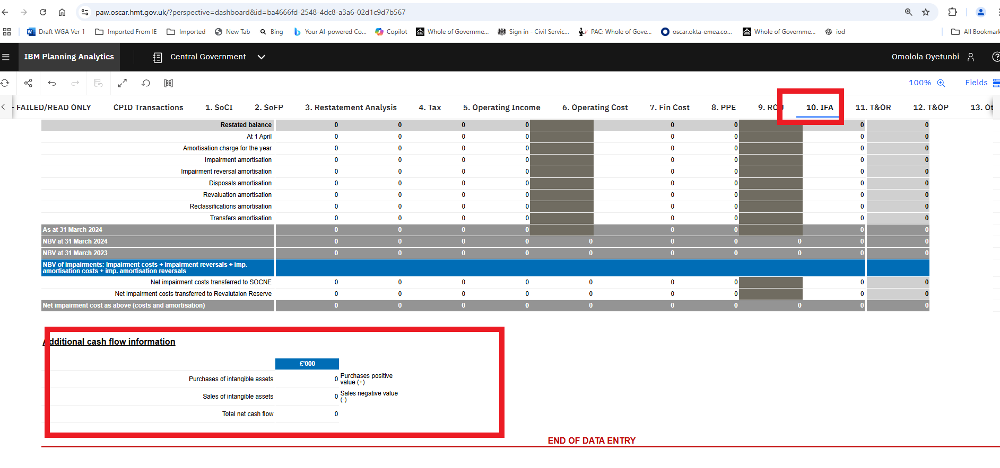 paw.oscar.hmt.gov.uk/?perspective=dashboard&id=ba4666fd-2548-4dc8-a3a6-02d1c9d7b567
Draft WGA Ver 1 Imported From IE Imported New Tab Bing Your AI-powered Co... Copilot Whole of Governme... Sign in - Civil Servic... PAC: Whole of Gove... oscar.okta-emea.co... Whole of Governme... iod All Bookmark
IBM Planning Analytics Central Government Omolola Oyetunbi
100% Fields
- FAILED/READ ONLY CPID Transactions 1. SoCI 2. SoFP 3. Restatement Analysis 4. Tax 5. Operating Income 6. Operating Cost 7. Fin Cost 8. PPE 9. ROU 10. IFA 11. T&OR 12. T&OP 13. Ot
Restated balance 0 0 0 0 0 0 0 0
At 1 April 0 0 0 0 0 0 0 0
Amortisation charge for the year 0 0 0 0 0 0 0 0
Impairment amortisation 0 0 0 0 0 0 0 0
Impairment reversal amortisation 0 0 0 0 0 0 0 0
Disposals amortisation 0 0 0 0 0 0 0 0
Revaluation amortisation 0 0 0 0 0 0 0 0
Reclassifications amortisation 0 0 0 0 0 0 0 0
Transfers amortisation 0 0 0 0 0 0 0 0
As at 31 March 2024 0 0 0 0 0 0 0 0
NBV at 31 March 2024 0 0 0 0 0 0 0 0 0 0
NBV at 31 March 2023 0 0 0 0 0 0 0 0 0 0
NBV of impairments: Impairment costs + impairment reversals + imp.
amortisation costs + imp. amortisation reversals
Net impairment costs transferred to SOCNE 0 0 0 0 0 0 0 0 0
Net impairment costs transferred to Revalutaion Reserve 0 0 0 0 0 0 0 0 0
Net impairment cost as above (costs and amortisation) 0 0 0 0 0 0 0 0 0 0
Additional cash flow information
£'000
Purchases of intangible assets 0 Purchases positive
value (+)
Sales of intangible assets 0 Sales negative value
(-)
Total net cash flow 0
END OF DATA ENTRY